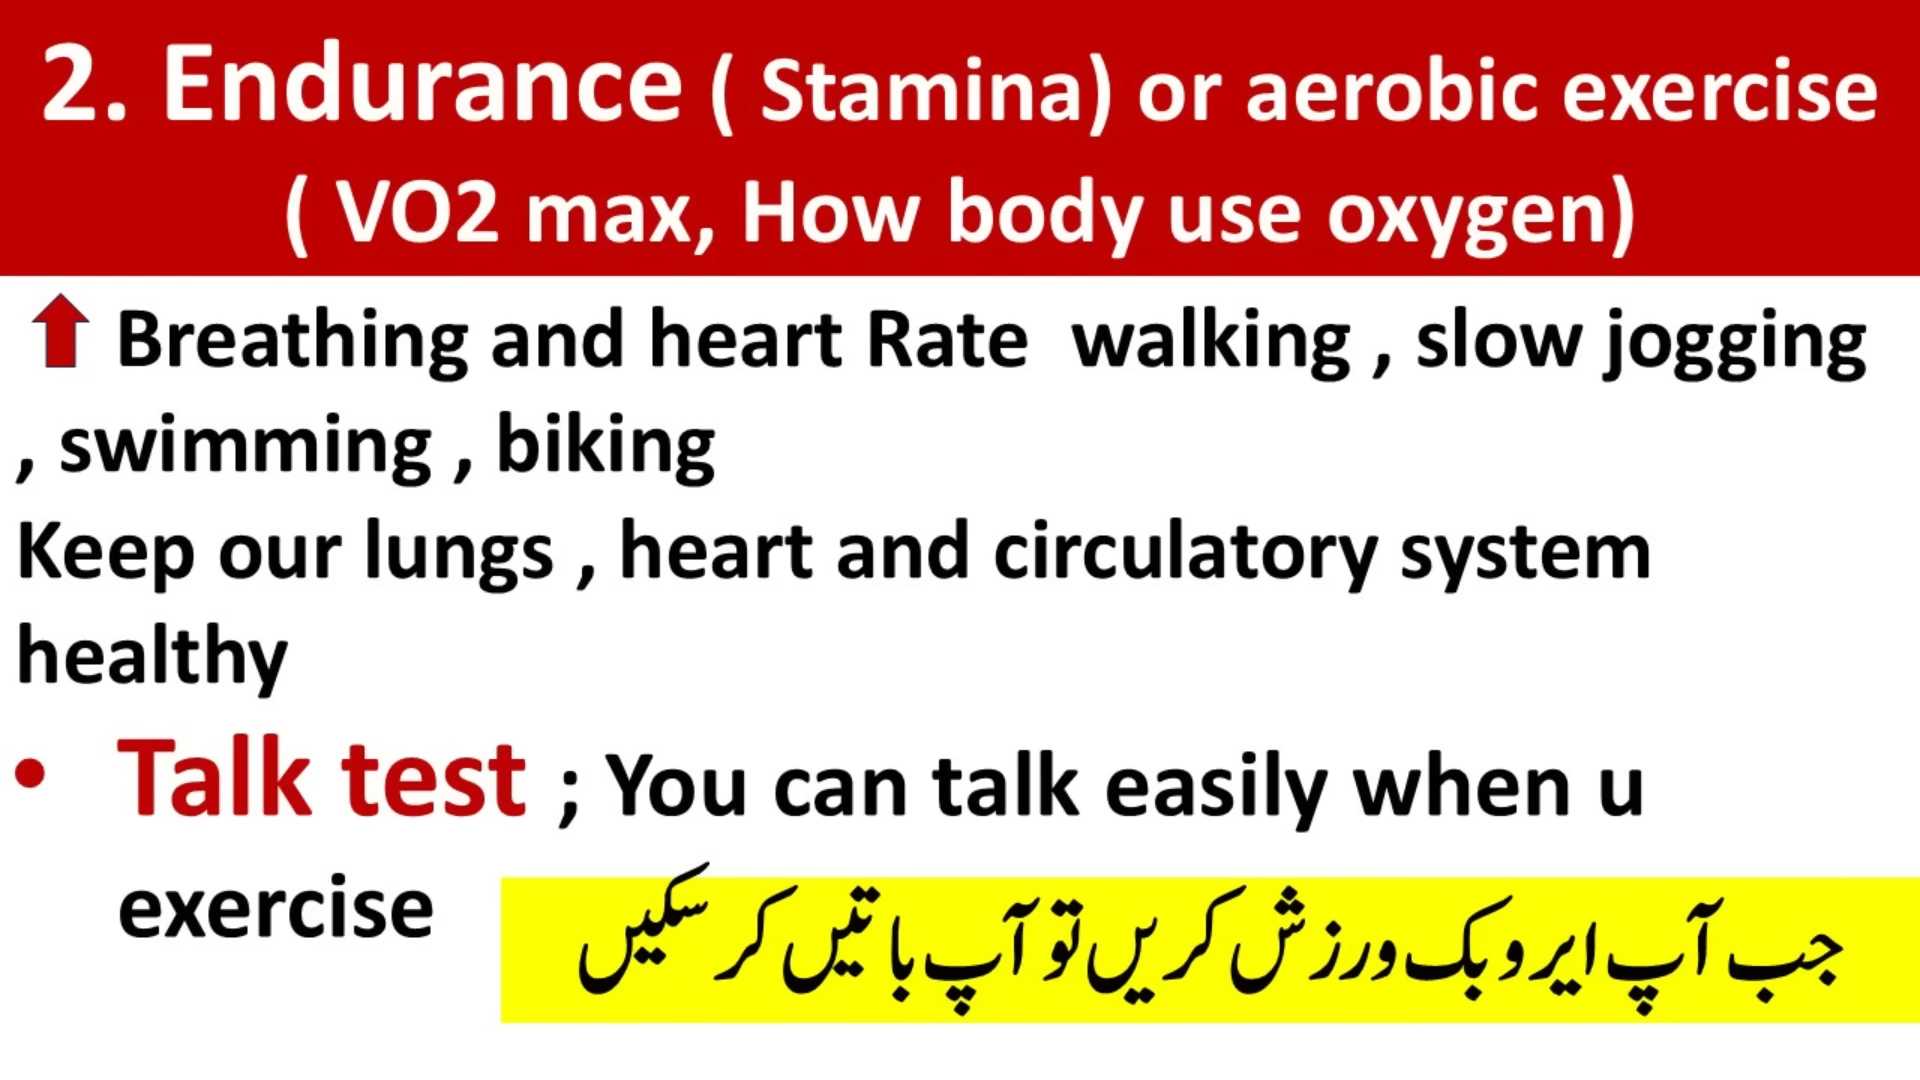 2. Endurance ( Stamina) or aerobic exercise
( VO2 max, How body use oxygen)
Breathing and heart Rate walking , slow jogging
, swimming , biking
Keep our lungs , heart and circulatory system
healthy
• Talk test ; You can talk easily when u
exercise
جب آپ ایروبک ورزش کریں تو آپ باتیں کر سکیں